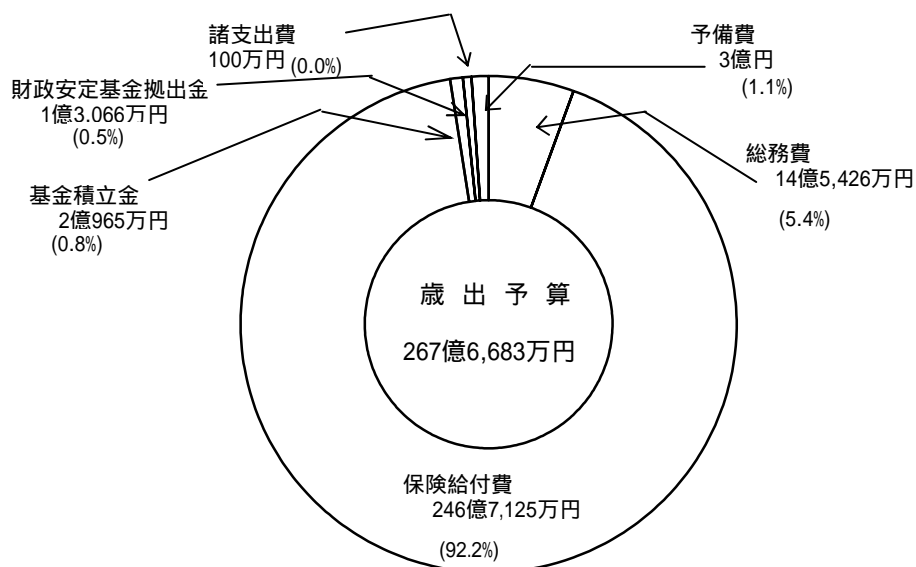 諸支出費
100万円 (0.0%)
予備費
3億円
(1.1%)
財政安定基金拠出金
1億3.066万円
(0.5%)
総務費
14億5,426万円
(5.4%)
基金積立金
2億965万円
(0.8%)
歳出予算
267億6,683万円
保険給付費
246億7,125万円
(92.2%)